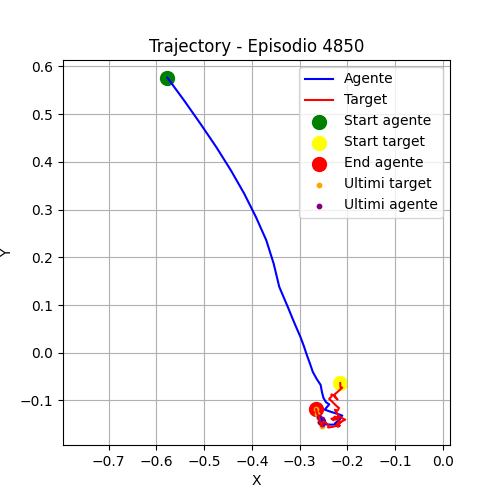 Trajectory - Episodio 4850
Agente
Target
Start agente
Start target
End agente
Ultimi target
Ultimi agente
Y
0.6
0.5
0.4
0.3
0.2
0.1
0.0
−0.1
−0.7
−0.6
−0.5
−0.4
−0.3
−0.2
−0.1
0.0
X